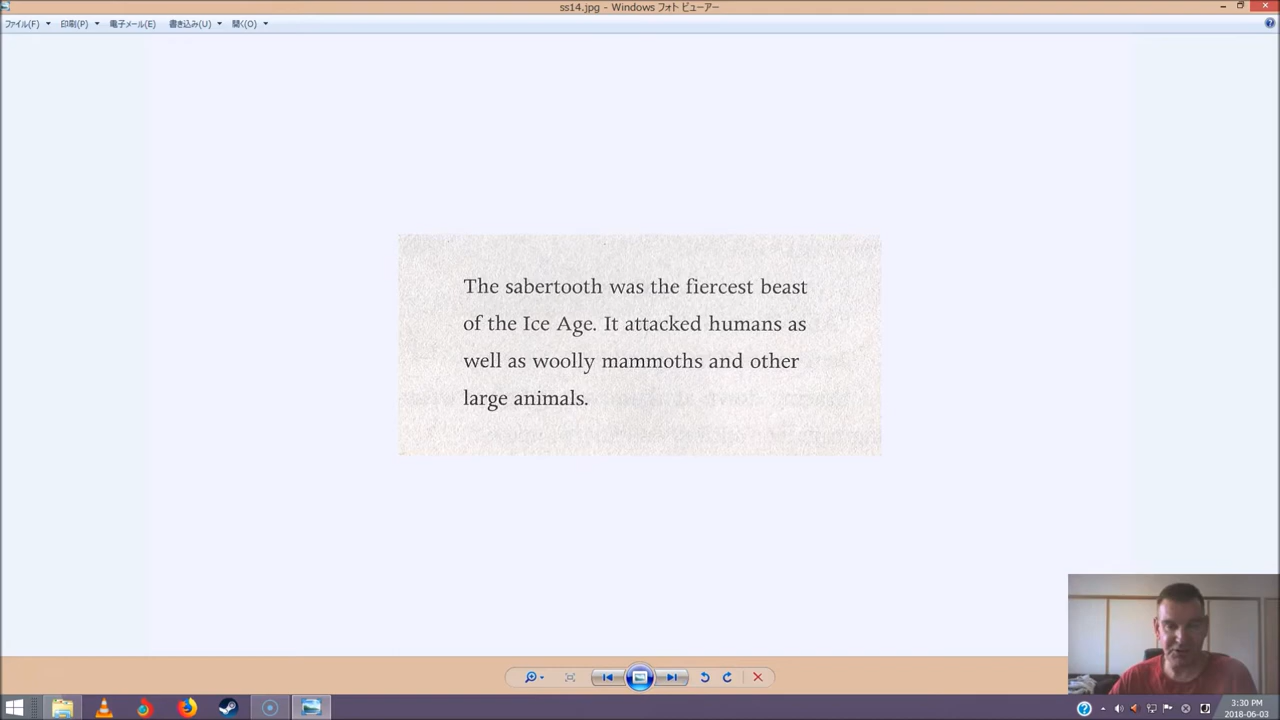 ss14.jpg - Windows フォト ビューアー
ファイル(F) 印刷(P) 電子メール(E) 書き込み(U) 開く(O)
The sabertooth was the fiercest beast
of the Ice Age. It attacked humans as
well as woolly mammoths and other
large animals.
3:30 PM
2018-06-03